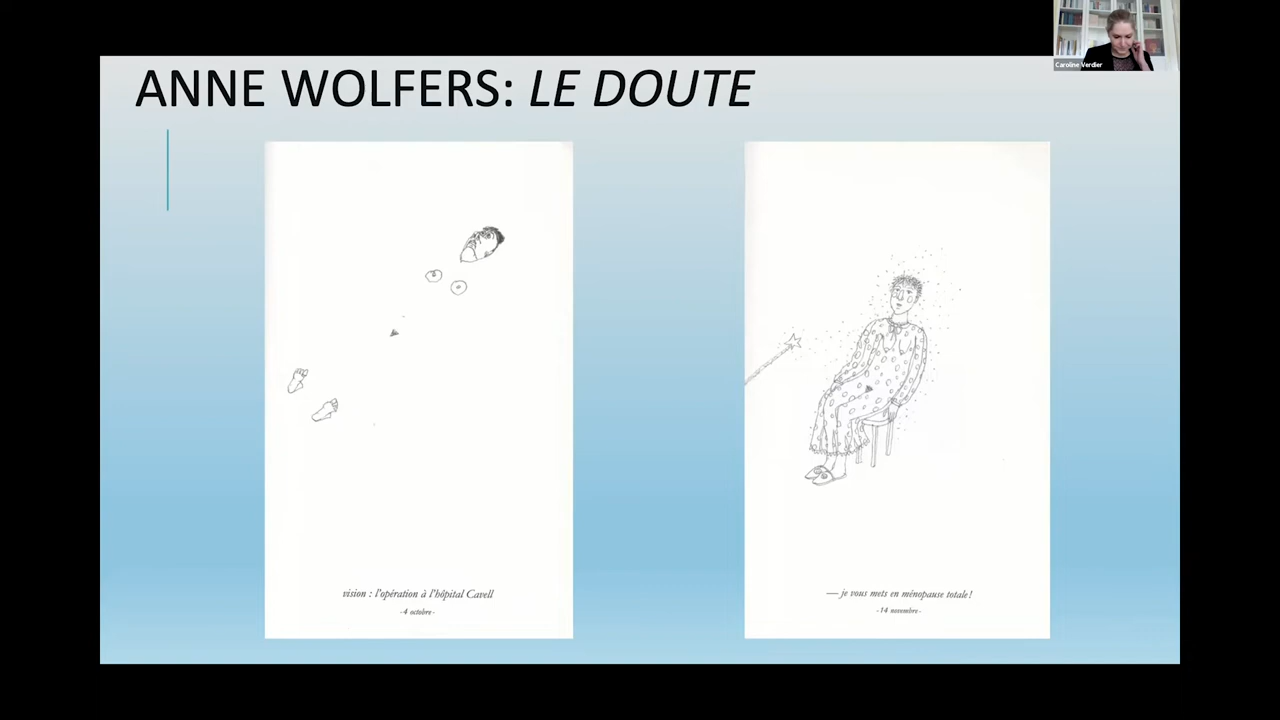 ANNE WOLFERS: LE DOUTE
Caroline Verdier
vision : l'opération à l'hôpital Cavell
-4 octobre-
— je vous mets en ménopause totale!
-14 novembre-